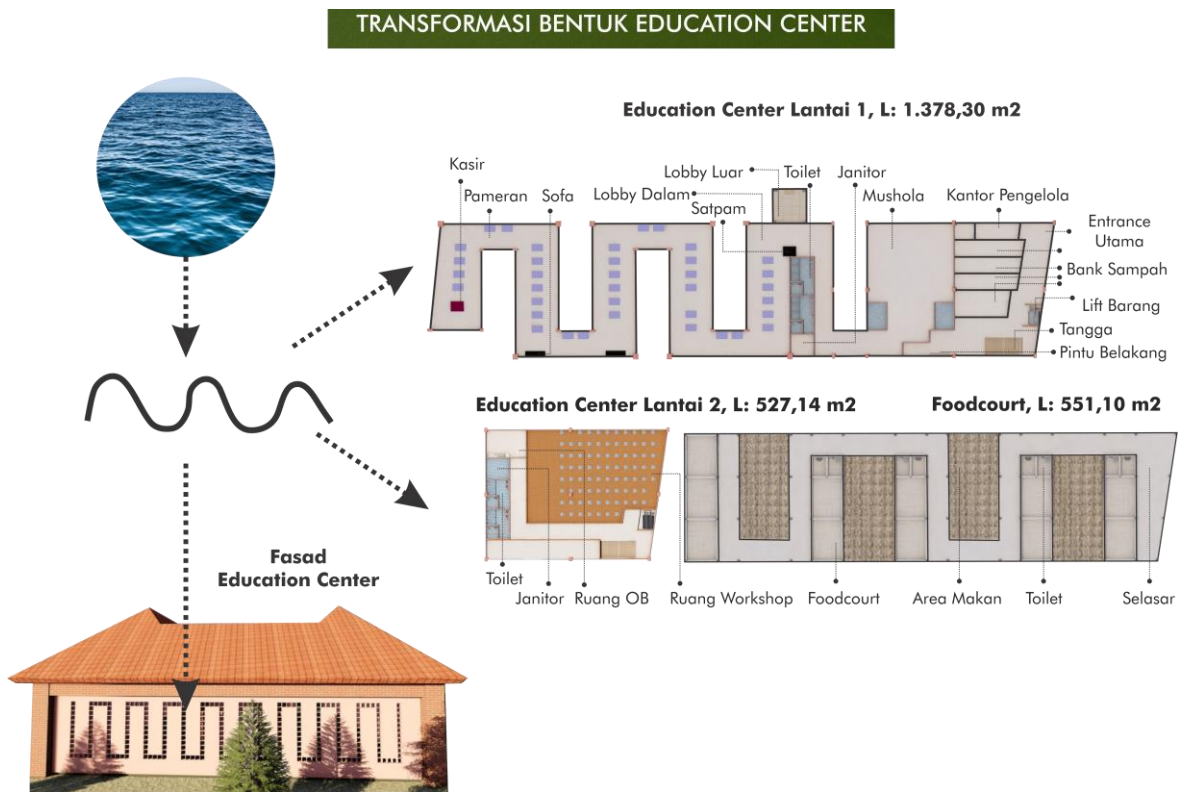 TRANSFORMASI BENTUK EDUCATION CENTER
Education Center Lantai 1, L: 1.378,30 m2
Kasir
Pameran
Sofa
Lobby Dalam
Lobby Luar
Satpam
Toilet
Janitor
Mushola
Kantor Pengelola
Entrance
Utama
Bank Sampah
Lift Barang
Tangga
Pintu Belakang
Education Center Lantai 2, L: 527,14 m2
Foodcourt, L: 551,10 m2
Toilet
Janitor
Ruang OB
Ruang Workshop
Foodcourt
Area Makan
Toilet
Selasar
Fasad
Education Center